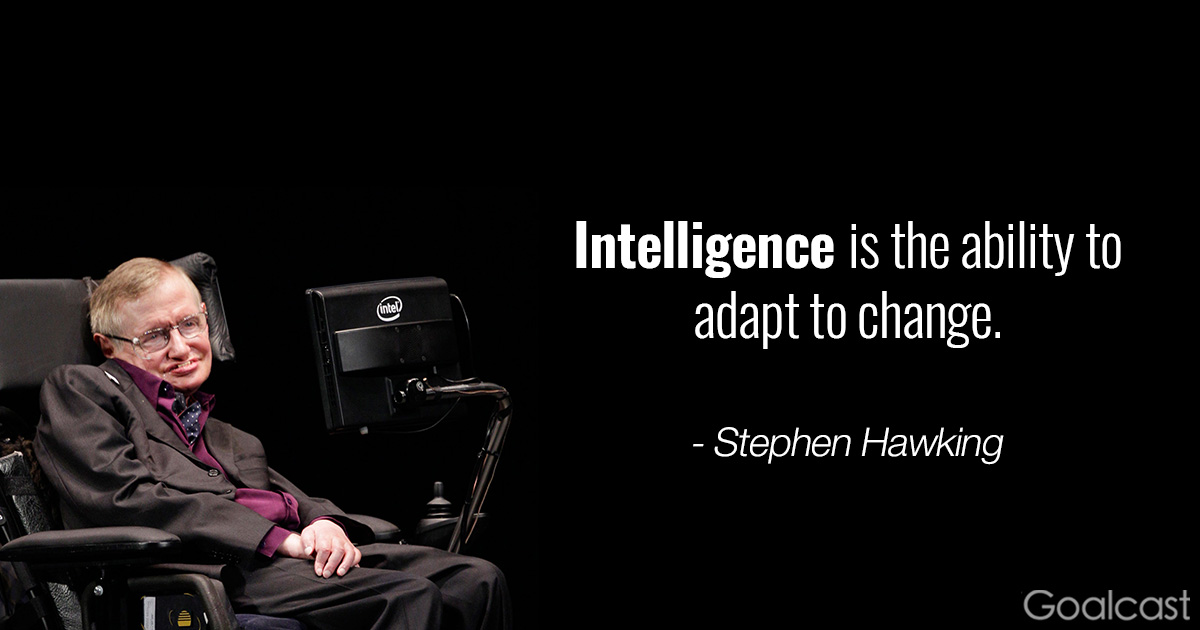 intel
Intelligence is the ability to
adapt to change.
- Stephen Hawking
Goalcast